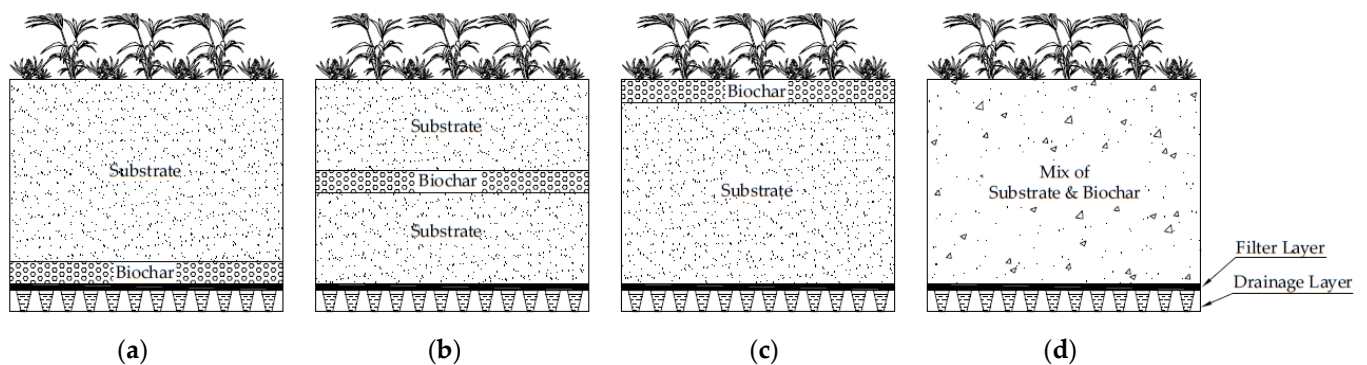 Substrate
Biochar
(a)
Substrate
Biochar
Substrate
(b)
Biochar
Substrate
(c)
Mix of
Substrate & Biochar
(d)
Filter Layer
Drainage Layer